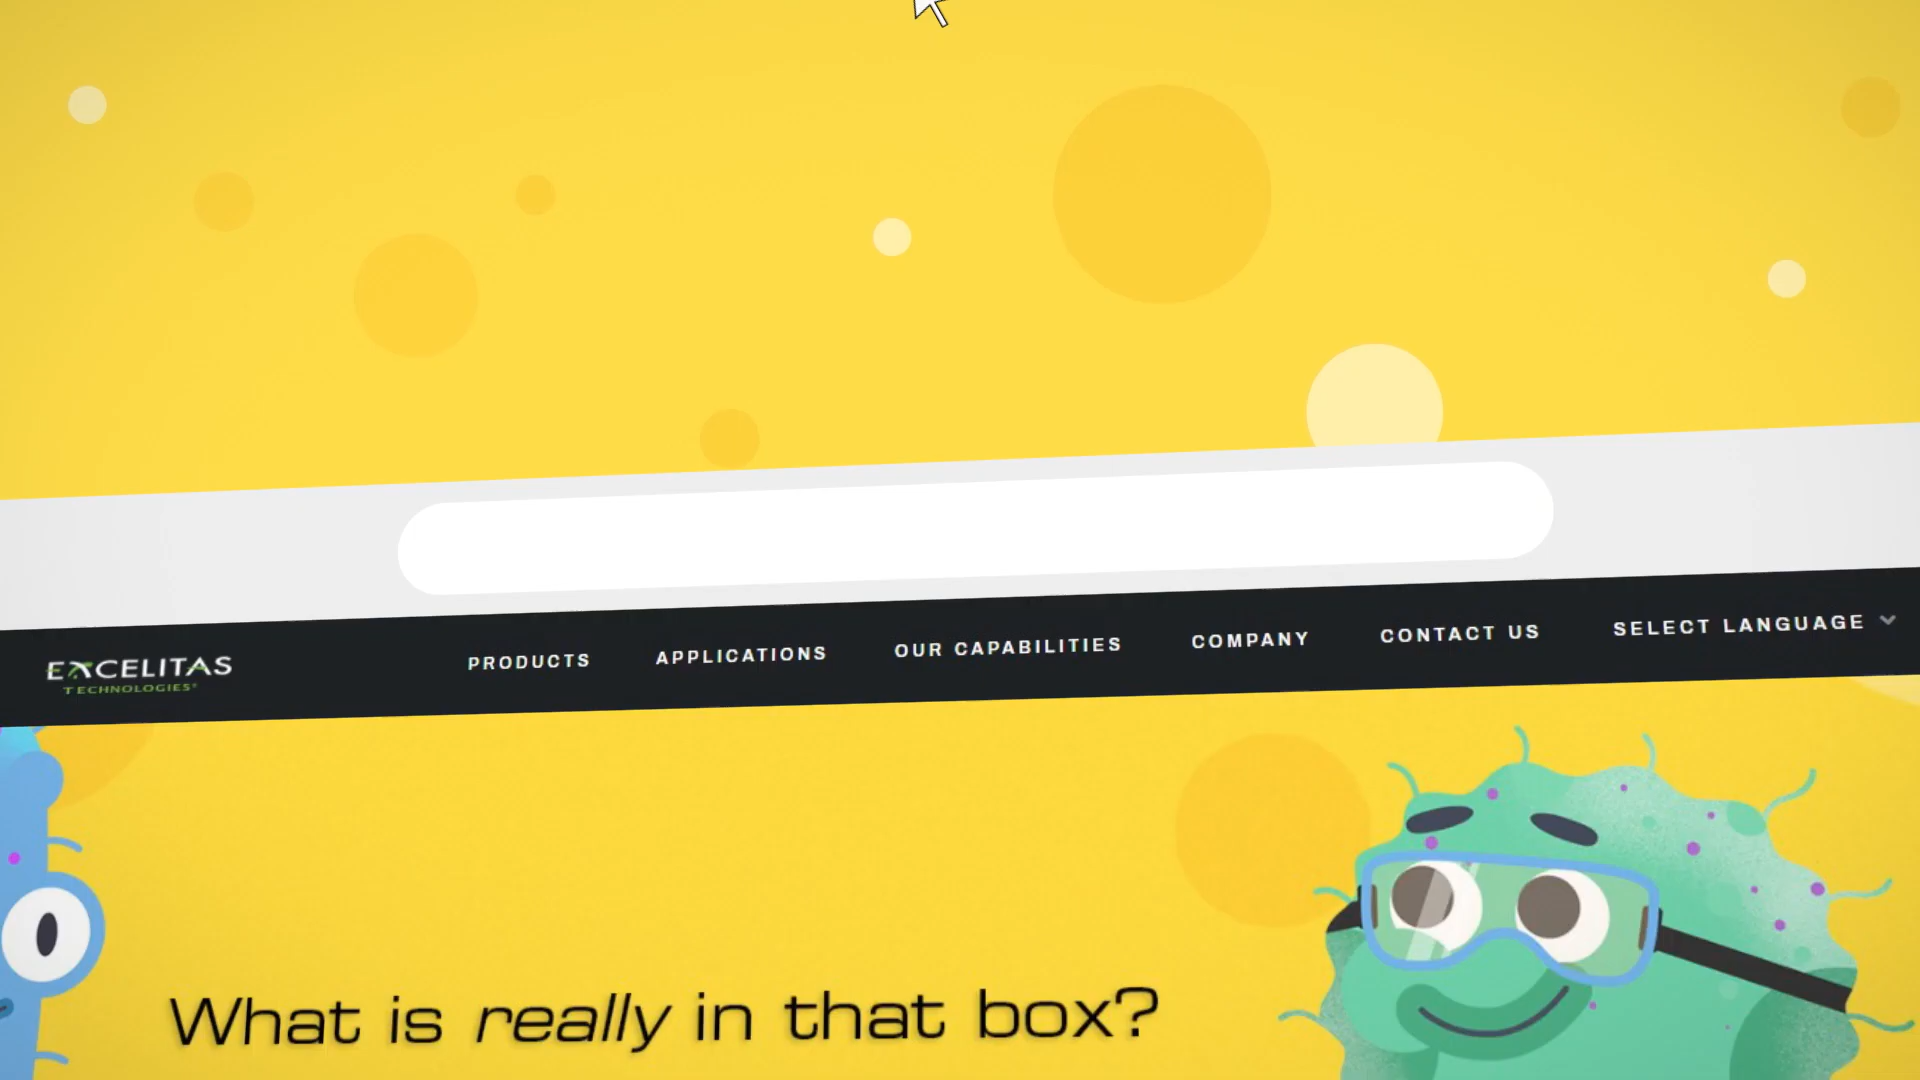 EXCELITAS
TECHNOLOGIES®
PRODUCTS APPLICATIONS OUR CAPABILITIES COMPANY CONTACT US SELECT LANGUAGE
What is really in that box?